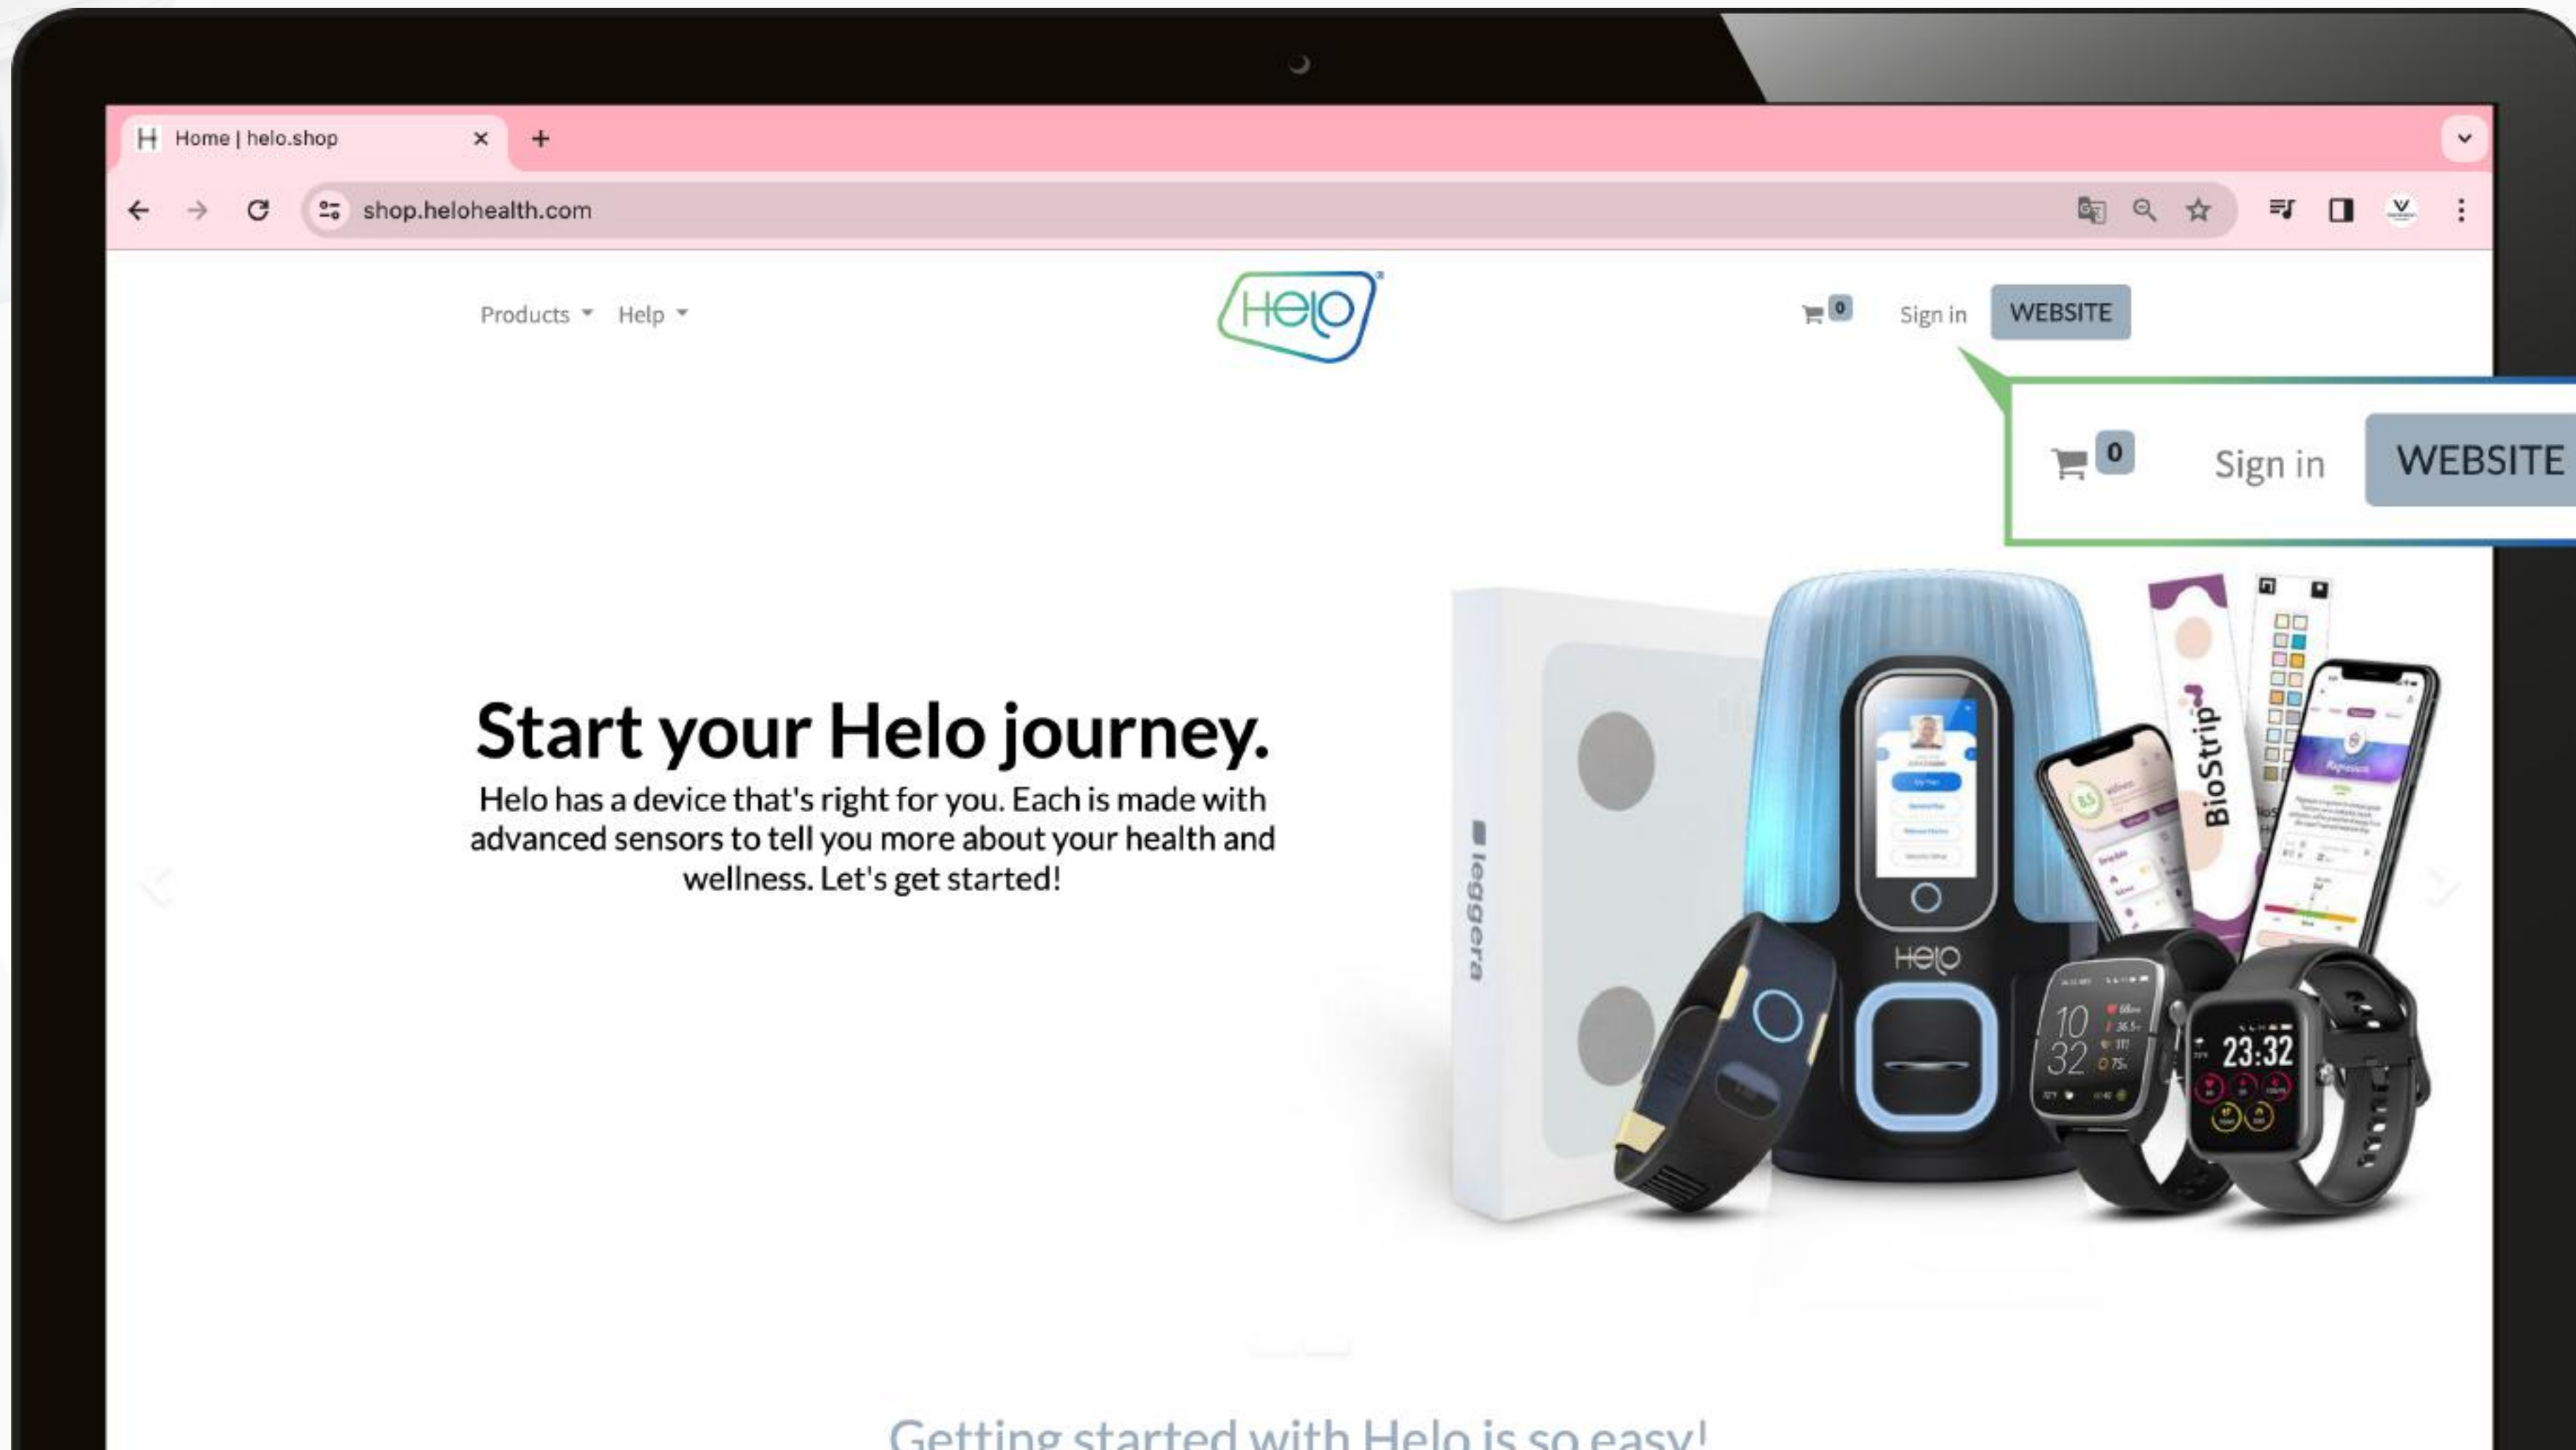 Home | helo.shop
shop.helohealth.com
Products Help
Helo
0 Sign in WEBSITE
0 Sign in WEBSITE
Start your Helo journey.
Helo has a device that's right for you. Each is made with
advanced sensors to tell you more about your health and
wellness. Let's get started!
leggera
Helo
BioStrip
8.5
10
32
23:32
Getting started with Helo is so easy!